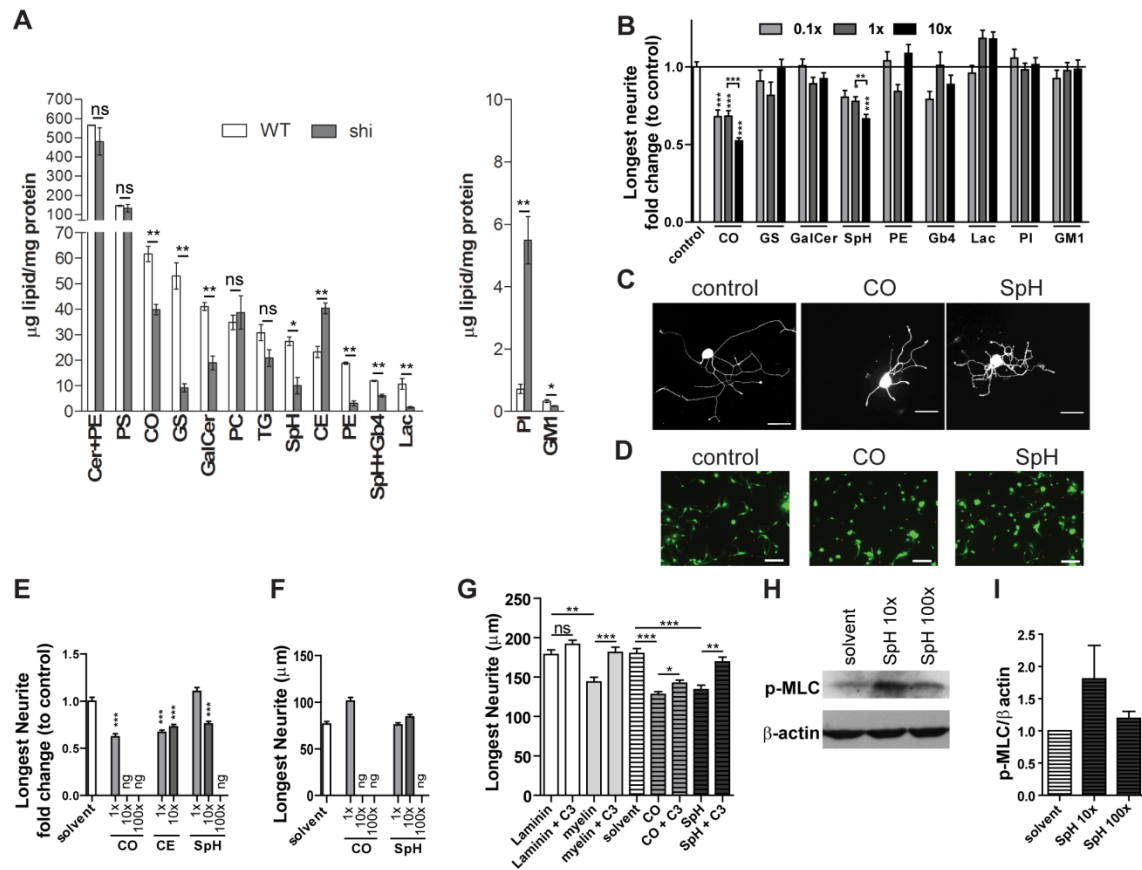 A
700
600
500
400
300
200
100
60
50
40
30
20
10
0
µg lipid/mg protein
ns
ns
**
**
**
ns
ns
*
**
**
**
**
WT
shi
Cer+PE
PS
CO
GS
GalCer
PC
TG
SpH
CE
PE
SpH+Gb4
Lac
10
8
6
4
2
0
µg lipid/mg protein
**
*
PI
GM1
B
0.1x
1x
10x
Longest neurite
fold change (to control)
1.0
0.5
0.0
***
***
***
***
**
*
***
control
CO
GS
GalCer
SpH
PE
Gb4
Lac
PI
GM1
C
control
CO
SpH
D
control
CO
SpH
E
Longest Neurite
fold change (to control)
1.5
1.0
0.5
0.0
***
ng
ng
***
***
***
ng
solvent
1x
10x
100x
1x
10x
1x
10x
100x
CO
CE
SpH
F
Longest Neurite (µm)
100
75
50
25
0
ng
ng
ng
solvent
1x
10x
100x
1x
10x
100x
CO
SpH
G
Longest Neurite (µm)
250
200
150
100
50
0
**
ns
***
***
***
*
**
Laminin
Laminin + C3
myelin
myelin + C3
solvent
CO
CO + C3
SpH
SpH + C3
H
solvent
SpH 10x
SpH 100x
p-MLC
β-actin
I
p-MLC/β actin
2.5
2.0
1.5
1.0
0.5
0.0
solvent
SpH 10x
SpH 100x